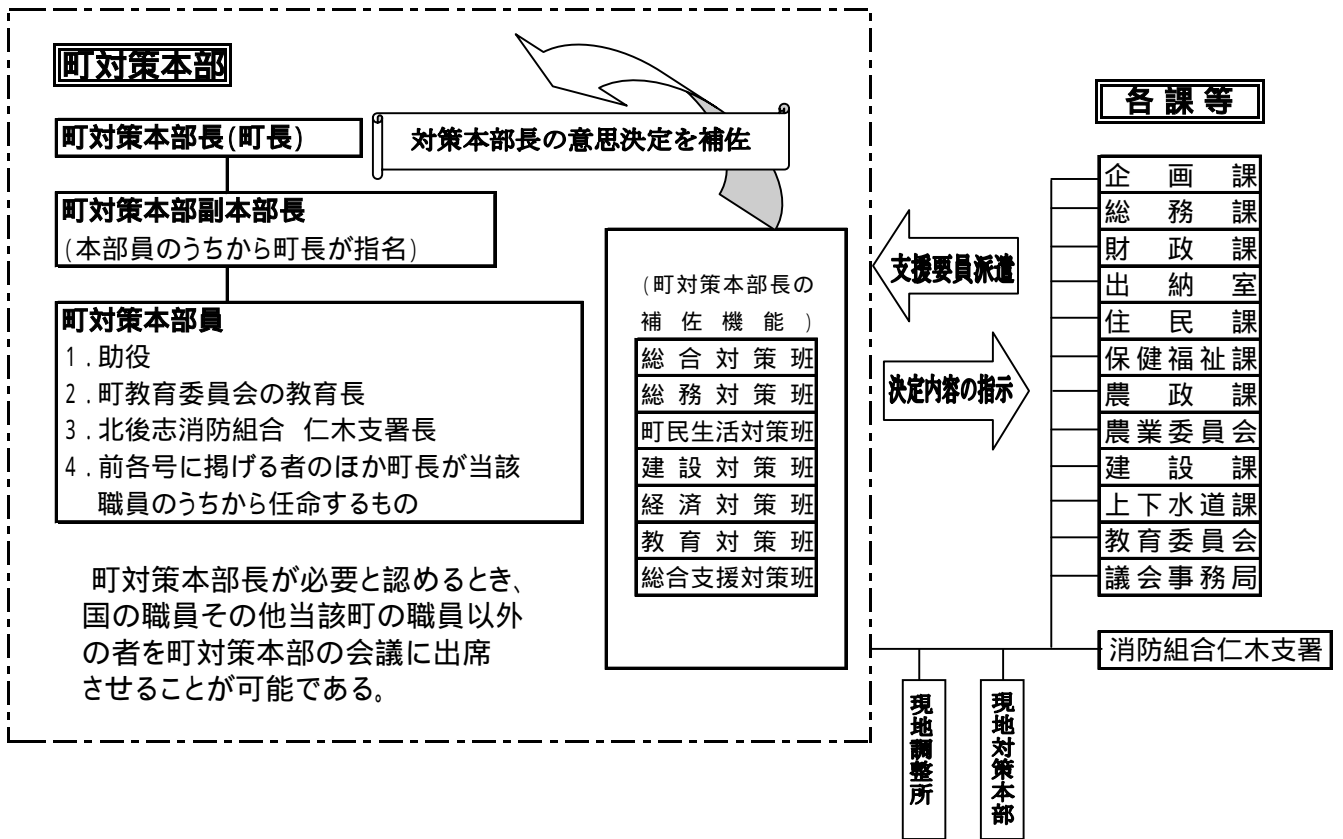 町対策本部
町対策本部長(町長)
対策本部長の意思決定を補佐
町対策本部副本部長
(本部員のうちから町長が指名)
町対策本部員
1．助役
2．町教育委員会の教育長
3．北後志消防組合 仁木支署長
4．前各号に掲げる者のほか町長が当該
職員のうちから任命するもの
町対策本部長が必要と認めるとき、
国の職員その他当該町の職員以外
の者を町対策本部の会議に出席
させることが可能である。
(町対策本部長の
補佐機能)
総合対策班
総務対策班
町民生活対策班
建設対策班
経済対策班
教育対策班
総合支援対策班
支援要員派遣
決定内容の指示
各課等
企画課
総務課
財政課
出納室
住民課
保健福祉課
農政課
農業委員会
建設課
上下水道課
教育委員会
議会事務局
消防組合仁木支署
現地調整所
現地対策本部